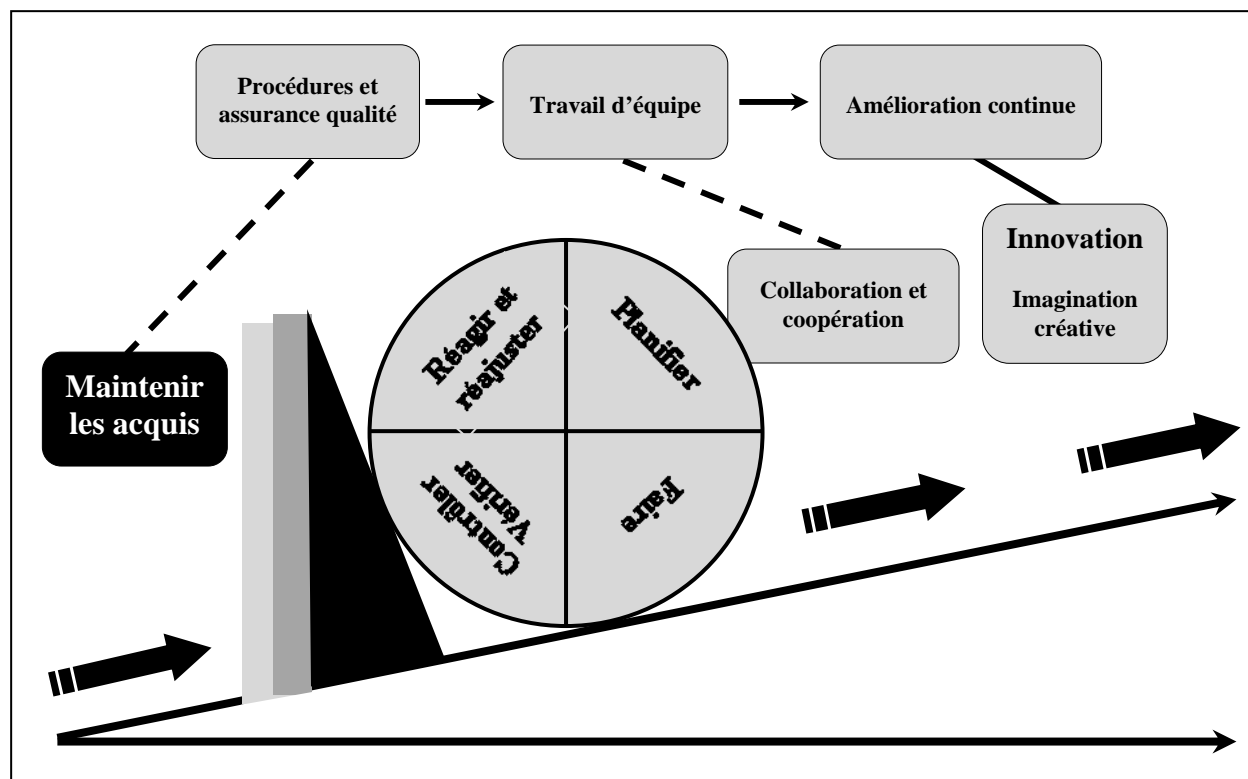 Procédures et
assurance qualité
Travail d’équipe
Amélioration continue
Innovation
Imagination
créative
Collaboration et
coopération
Maintenir
les acquis
Réagir et
réajuster
Planifier
Contrôler
Vérifier
Faire